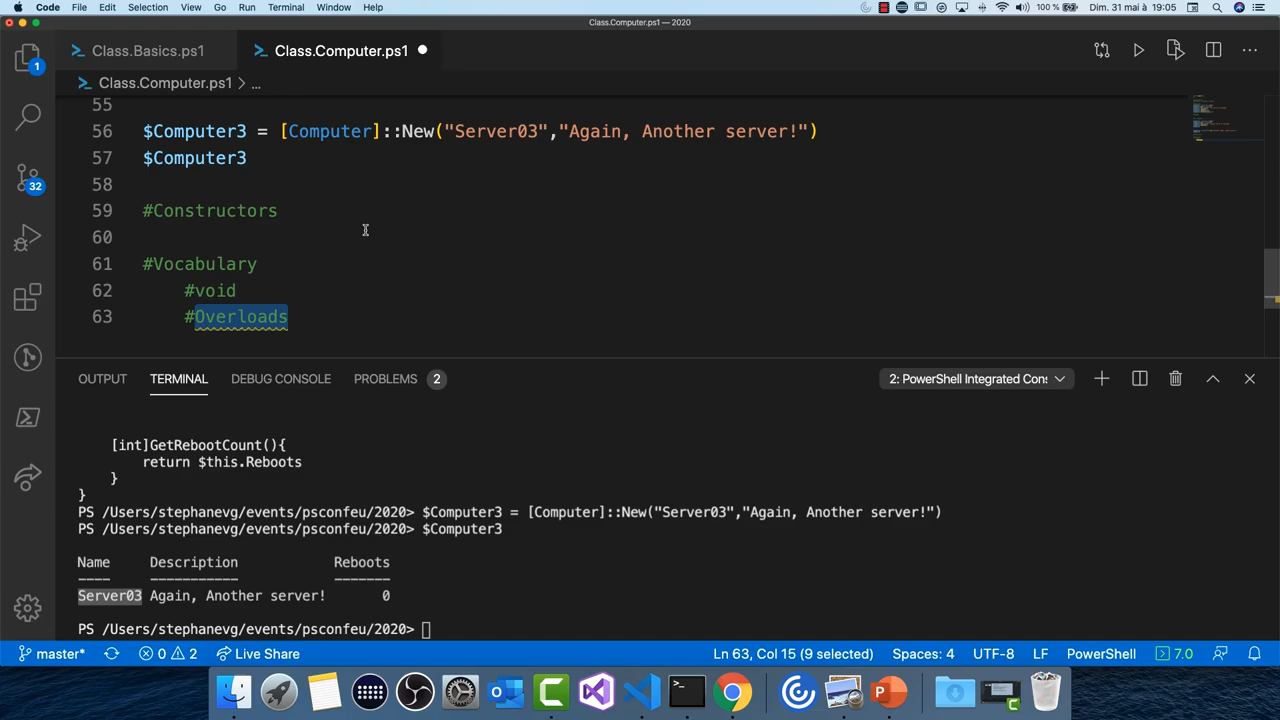 Code File Edit Selection View Go Run Terminal Window Help 100 % Dim. 31 mai à 19:05
Class.Computer.ps1 — 2020
Class.Basics.ps1 Class.Computer.ps1
Class.Computer.ps1 > ...
55
56 $Computer3 = [Computer]::New("Server03","Again, Another server!")
57 $Computer3
58
59 #Constructors
60
61 #Vocabulary
62 #void
63 #Overloads
1
32
OUTPUT TERMINAL DEBUG CONSOLE PROBLEMS 2 2: PowerShell Integrated Cons
[int]GetRebootCount(){
return $this.Reboots
}
}
PS /Users/stephanevg/events/psconfeu/2020> $Computer3 = [Computer]::New("Server03","Again, Another server!")
PS /Users/stephanevg/events/psconfeu/2020> $Computer3
Name Description Reboots
---- ----------- -------
Server03 Again, Another server! 0
PS /Users/stephanevg/events/psconfeu/2020>
master* 0 2 Live Share Ln 63, Col 15 (9 selected) Spaces: 4 UTF-8 LF PowerShell 7.0